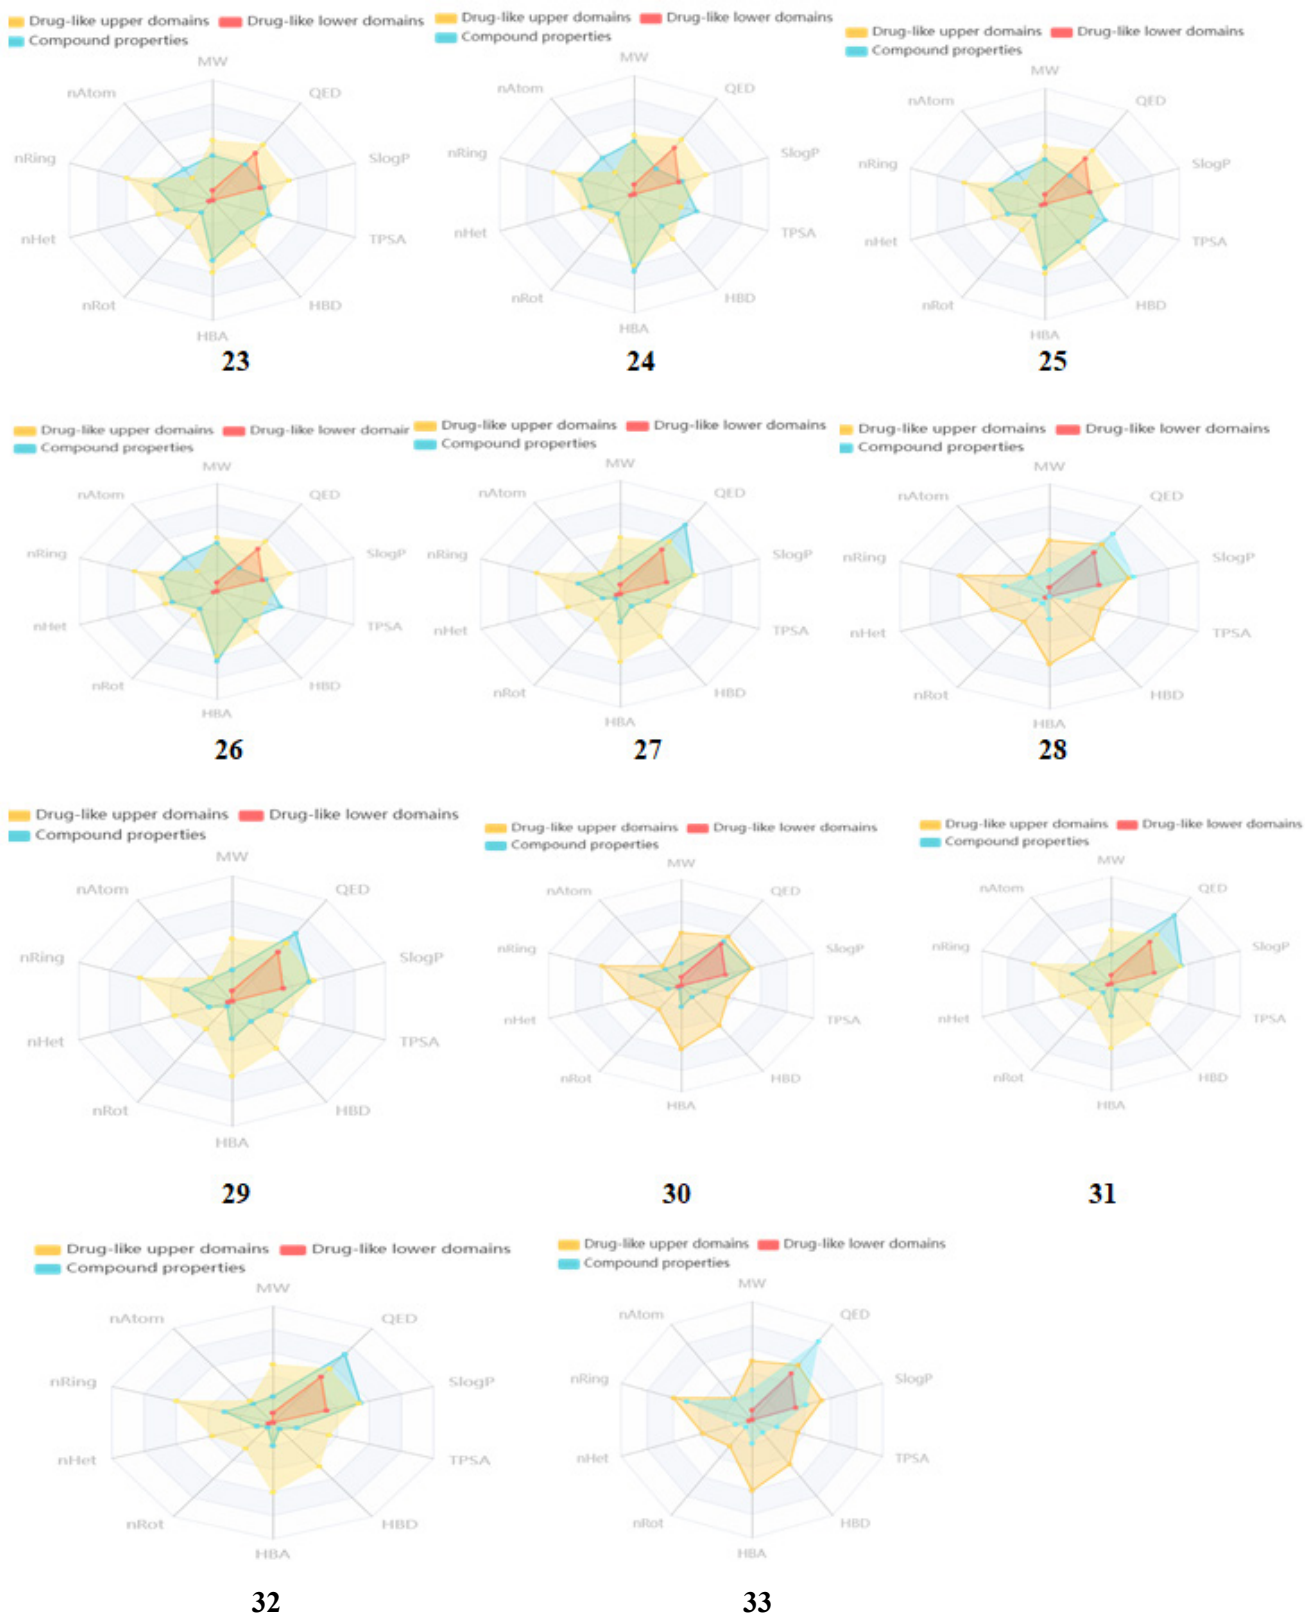 Drug-like upper domains Drug-like lower domains
Compound properties
MW
nAtom QED
nRing SlogP
nHet TPSA
nRot HBD
HBA
23
Drug-like upper domains Drug-like lower domains
Compound properties
MW
nAtom QED
nRing SlogP
nHet TPSA
nRot HBD
HBA
24
Drug-like upper domains Drug-like lower domains
Compound properties
MW
nAtom QED
nRing SlogP
nHet TPSA
nRot HBD
HBA
25
Drug-like upper domains Drug-like lower domair
Compound properties
MW
nAtom QED
nRing SlogP
nHet TPSA
nRot HBD
HBA
26
Drug-like upper domains Drug-like lower domains
Compound properties
MW
nAtom QED
nRing SlogP
nHet TPSA
nRot HBD
HBA
27
Drug-like upper domains Drug-like lower domains
Compound properties
MW
nAtom QED
nRing SlogP
nHet TPSA
nRot HBD
HBA
28
Drug-like upper domains Drug-like lower domains
Compound properties
MW
nAtom QED
nRing SlogP
nHet TPSA
nRot HBD
HBA
29
Drug-like upper domains Drug-like lower domains
Compound properties
MW
nAtom QED
nRing SlogP
nHet TPSA
nRot HBD
HBA
30
Drug-like upper domains Drug-like lower domains
Compound properties
MW
nAtom QED
nRing SlogP
nHet TPSA
nRot HBD
HBA
31
Drug-like upper domains Drug-like lower domains
Compound properties
MW
nAtom QED
nRing SlogP
nHet TPSA
nRot HBD
HBA
32
Drug-like upper domains Drug-like lower domains
Compound properties
MW
nAtom QED
nRing SlogP
nHet TPSA
nRot HBD
HBA
33